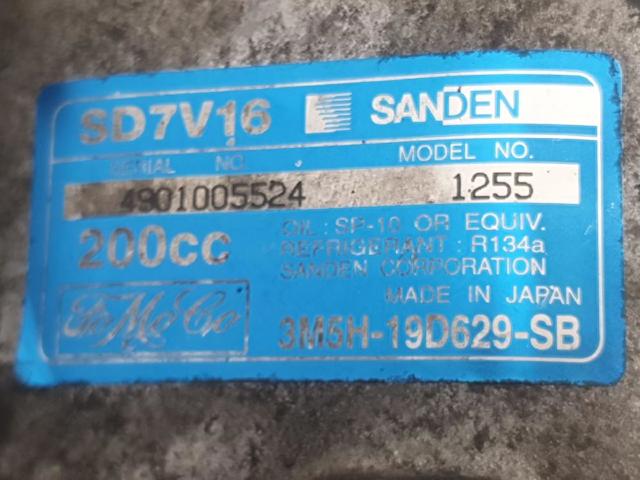 SD7V16 SANDEN
SERIAL NO. MODEL NO.
4901005524 1255
200cc OIL : SP-10 OR EQUIV.
REFRIGERANT : R134a
SANDEN CORPORATION
MADE IN JAPAN
FoMoCo 3M5H-19D629-SB